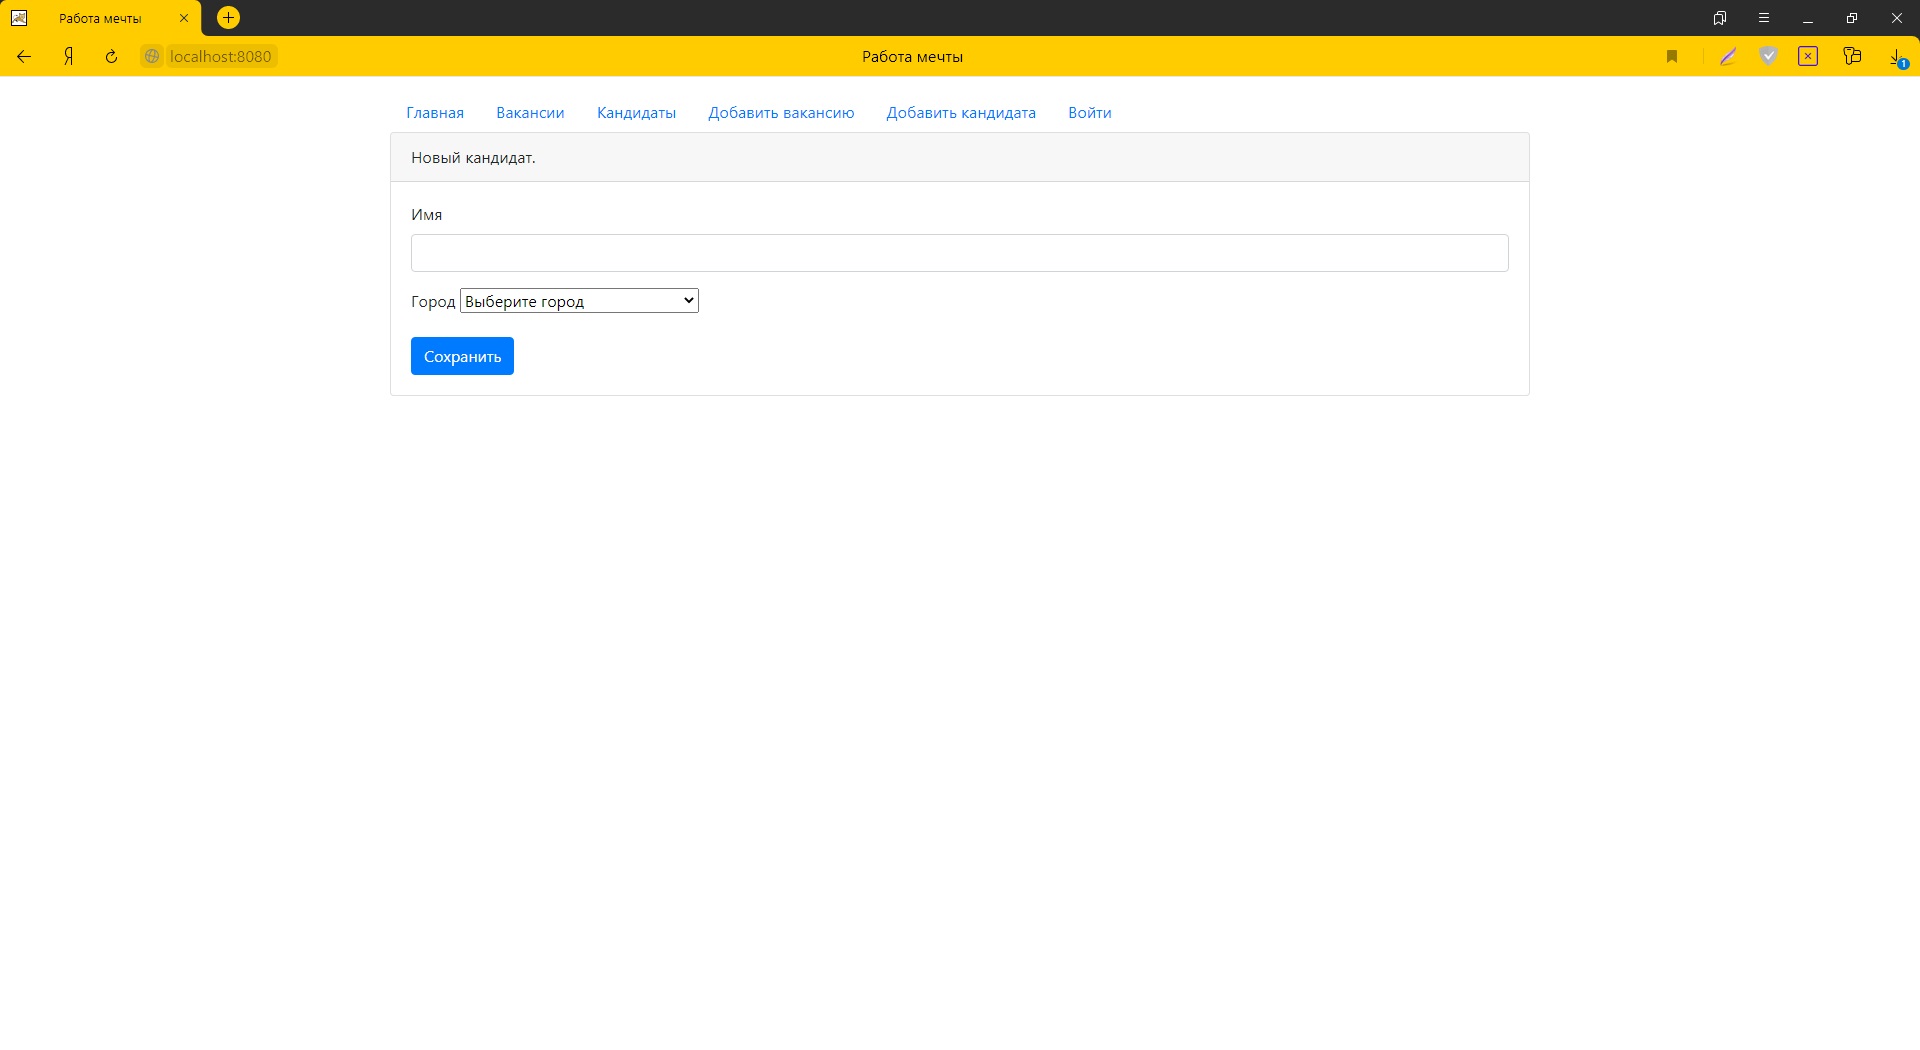 Работа мечты
localhost:8080
Работа мечты
1
Главная Вакансии Кандидаты Добавить вакансию Добавить кандидата Войти
Новый кандидат.
Имя
Город Выберите город
Сохранить